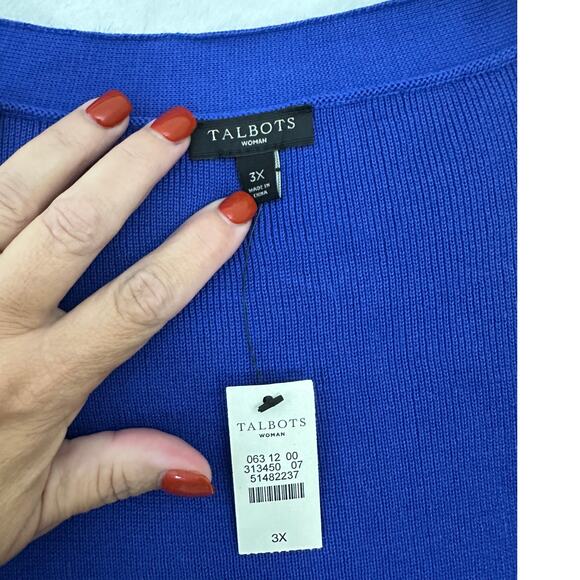 TALBOTS
WOMAN
3X
MADE IN
CHINA
TALBOTS
WOMAN
063 12 00
313450 07
51482237
3X